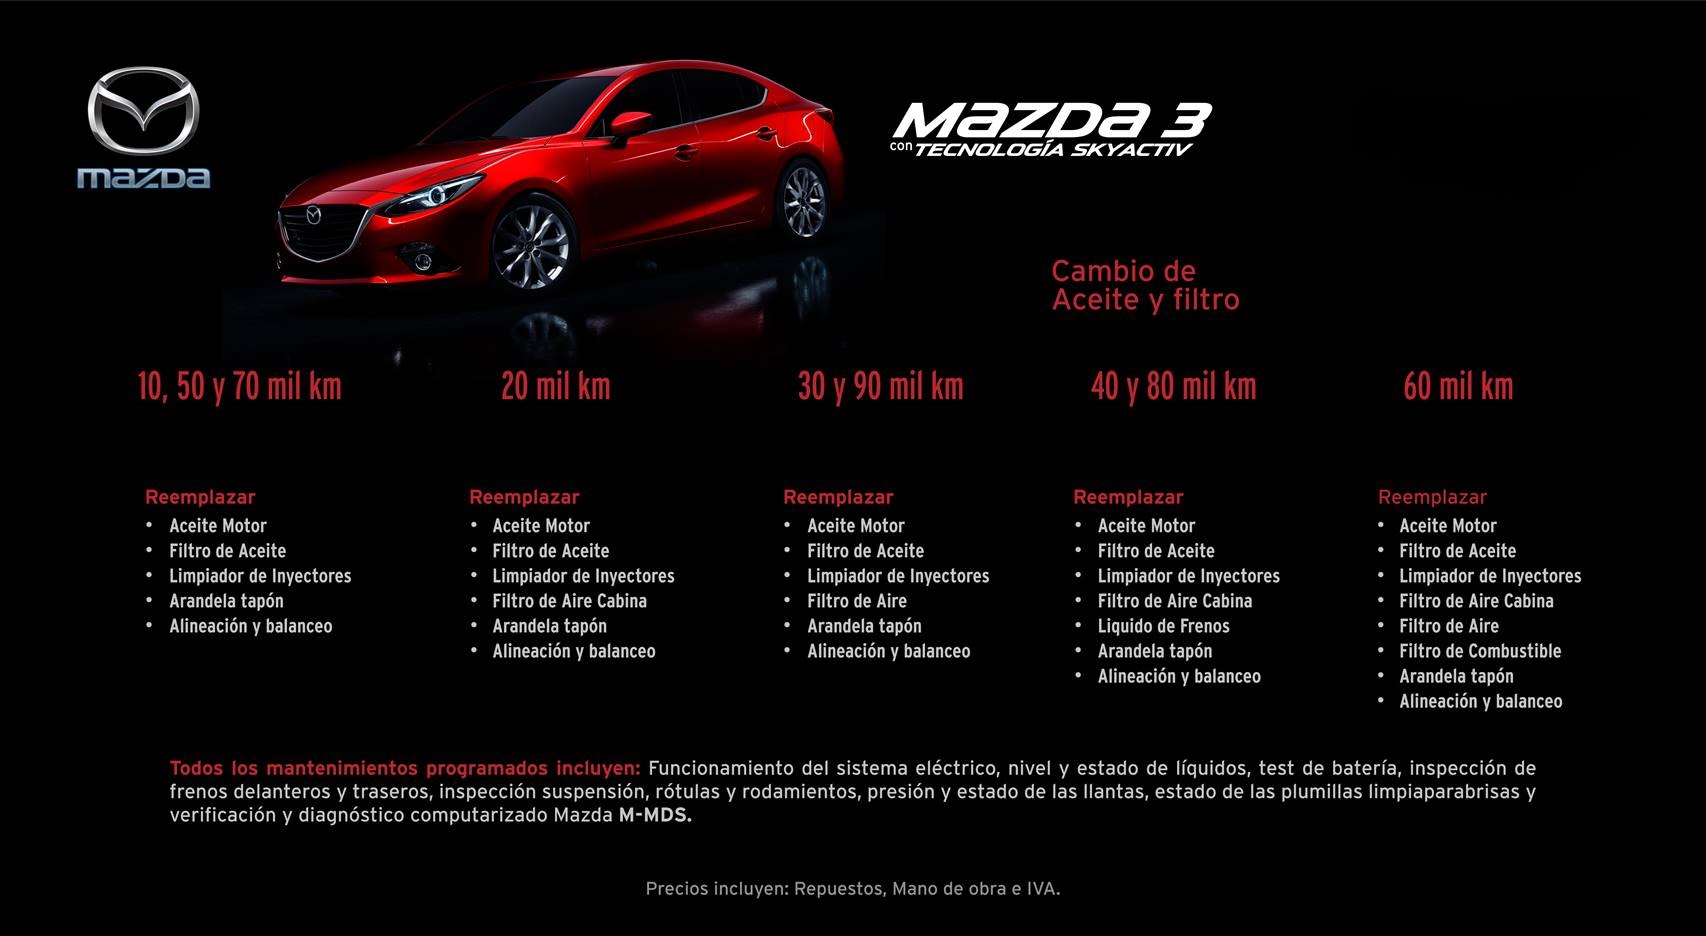 mazda
mazda 3
con TECNOLOGÍA SKYACTIV
Cambio de
Aceite y filtro
10, 50 y 70 mil km
Reemplazar
• Aceite Motor
• Filtro de Aceite
• Limpiador de Inyectores
• Arandela tapón
• Alineación y balanceo
20 mil km
Reemplazar
• Aceite Motor
• Filtro de Aceite
• Limpiador de Inyectores
• Filtro de Aire Cabina
• Arandela tapón
• Alineación y balanceo
30 y 90 mil km
Reemplazar
• Aceite Motor
• Filtro de Aceite
• Limpiador de Inyectores
• Filtro de Aire
• Arandela tapón
• Alineación y balanceo
40 y 80 mil km
Reemplazar
• Aceite Motor
• Filtro de Aceite
• Limpiador de Inyectores
• Filtro de Aire Cabina
• Liquido de Frenos
• Arandela tapón
• Alineación y balanceo
60 mil km
Reemplazar
• Aceite Motor
• Filtro de Aceite
• Limpiador de Inyectores
• Filtro de Aire Cabina
• Filtro de Aire
• Filtro de Combustible
• Arandela tapón
• Alineación y balanceo
Todos los mantenimientos programados incluyen: Funcionamiento del sistema eléctrico, nivel y estado de líquidos, test de batería, inspección de
frenos delanteros y traseros, inspección suspensión, rótulas y rodamientos, presión y estado de las llantas, estado de las plumillas limpiaparabrisas y
verificación y diagnóstico computarizado Mazda M-MDS.
Precios incluyen: Repuestos, Mano de obra e IVA.